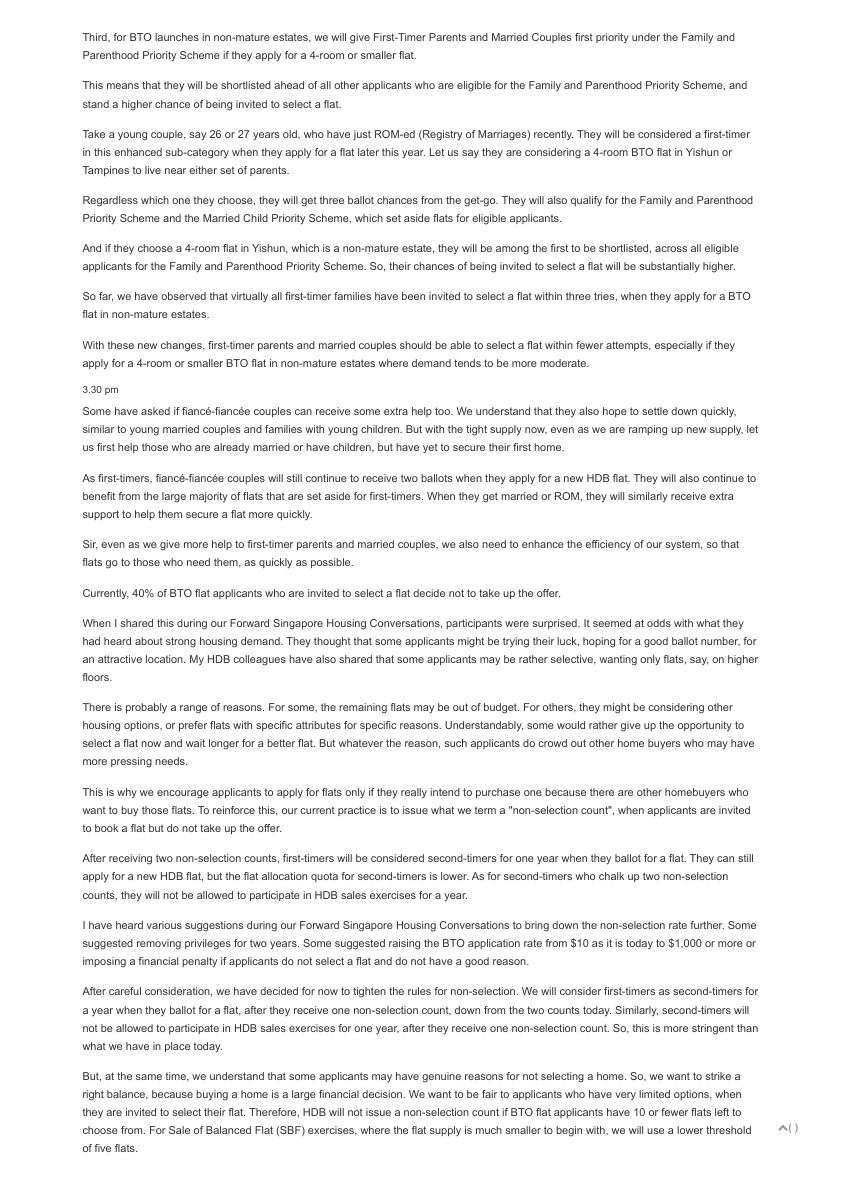 Third, for BTO launches in non-mature estates, we will give First-Timer Parents and Married Couples first priority under the Family and
Parenthood Priority Scheme if they apply for a 4-room or smaller flat.
This means that they will be shortlisted ahead of all other applicants who are eligible for the Family and Parenthood Priority Scheme, and
stand a higher chance of being invited to select a flat.
Take a young couple, say 26 or 27 years old, who have just ROM-ed (Registry of Marriages) recently. They will be considered a first-timer
in this enhanced sub-category when they apply for a flat later this year. Let us say they are considering a 4-room BTO flat in Yishun or
Tampines to live near either set of parents.
Regardless which one they choose, they will get three ballot chances from the get-go. They will also qualify for the Family and Parenthood
Priority Scheme and the Married Child Priority Scheme, which set aside flats for eligible applicants.
And if they choose a 4-room flat in Yishun, which is a non-mature estate, they will be among the first to be shortlisted, across all eligible
applicants for the Family and Parenthood Priority Scheme. So, their chances of being invited to select a flat will be substantially higher.
So far, we have observed that virtually all first-timer families have been invited to select a flat within three tries, when they apply for a BTO
flat in non-mature estates.
With these new changes, first-timer parents and married couples should be able to select a flat within fewer attempts, especially if they
apply for a 4-room or smaller BTO flat in non-mature estates where demand tends to be more moderate.
3.30 pm
Some have asked if fiancé-fiancée couples can receive some extra help too. We understand that they also hope to settle down quickly,
similar to young married couples and families with young children. But with the tight supply now, even as we are ramping up new supply, let
us first help those who are already married or have children, but have yet to secure their first home.
As first-timers, fiancé-fiancée couples will still continue to receive two ballots when they apply for a new HDB flat. They will also continue to
benefit from the large majority of flats that are set aside for first-timers. When they get married or ROM, they will similarly receive extra
support to help them secure a flat more quickly.
Sir, even as we give more help to first-timer parents and married couples, we also need to enhance the efficiency of our system, so that
flats go to those who need them, as quickly as possible.
Currently, 40% of BTO flat applicants who are invited to select a flat decide not to take up the offer.
When I shared this during our Forward Singapore Housing Conversations, participants were surprised. It seemed at odds with what they
had heard about strong housing demand. They thought that some applicants might be trying their luck, hoping for a good ballot number, for
an attractive location. My HDB colleagues have also shared that some applicants may be rather selective, wanting only flats, say, on higher
floors.
There is probably a range of reasons. For some, the remaining flats may be out of budget. For others, they might be considering other
housing options, or prefer flats with specific attributes for specific reasons. Understandably, some would rather give up the opportunity to
select a flat now and wait longer for a better flat. But whatever the reason, such applicants do crowd out other home buyers who may have
more pressing needs.
This is why we encourage applicants to apply for flats only if they really intend to purchase one because there are other homebuyers who
want to buy those flats. To reinforce this, our current practice is to issue what we term a "non-selection count", when applicants are invited
to book a flat but do not take up the offer.
After receiving two non-selection counts, first-timers will be considered second-timers for one year when they ballot for a flat. They can still
apply for a new HDB flat, but the flat allocation quota for second-timers is lower. As for second-timers who chalk up two non-selection
counts, they will not be allowed to participate in HDB sales exercises for a year.
I have heard various suggestions during our Forward Singapore Housing Conversations to bring down the non-selection rate further. Some
suggested removing privileges for two years. Some suggested raising the BTO application rate from $10 as it is today to $1,000 or more or
imposing a financial penalty if applicants do not select a flat and do not have a good reason.
After careful consideration, we have decided for now to tighten the rules for non-selection. We will consider first-timers as second-timers for
a year when they ballot for a flat, after they receive one non-selection count, down from the two counts today. Similarly, second-timers will
not be allowed to participate in HDB sales exercises for one year, after they receive one non-selection count. So, this is more stringent than
what we have in place today.
But, at the same time, we understand that some applicants may have genuine reasons for not selecting a home. So, we want to strike a
right balance, because buying a home is a large financial decision. We want to be fair to applicants who have very limited options, when
they are invited to select their flat. Therefore, HDB will not issue a non-selection count if BTO flat applicants have 10 or fewer flats left to
choose from. For Sale of Balanced Flat (SBF) exercises, where the flat supply is much smaller to begin with, we will use a lower threshold
of five flats.
( )